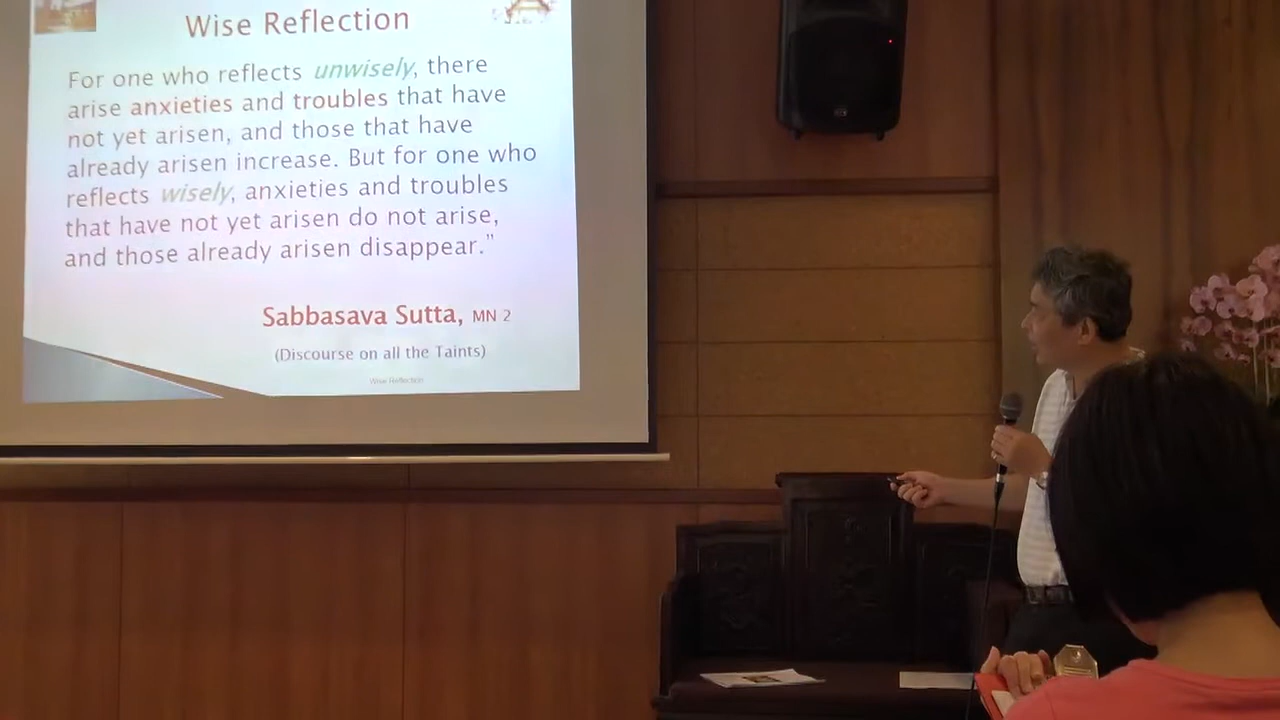 Wise Reflection
For one who reflects unwisely, there
arise anxieties and troubles that have
not yet arisen, and those that have
already arisen increase. But for one who
reflects wisely, anxieties and troubles
that have not yet arisen do not arise,
and those already arisen disappear.”
Sabbasava Sutta, MN 2
(Discourse on all the Taints)
Wise Reflection